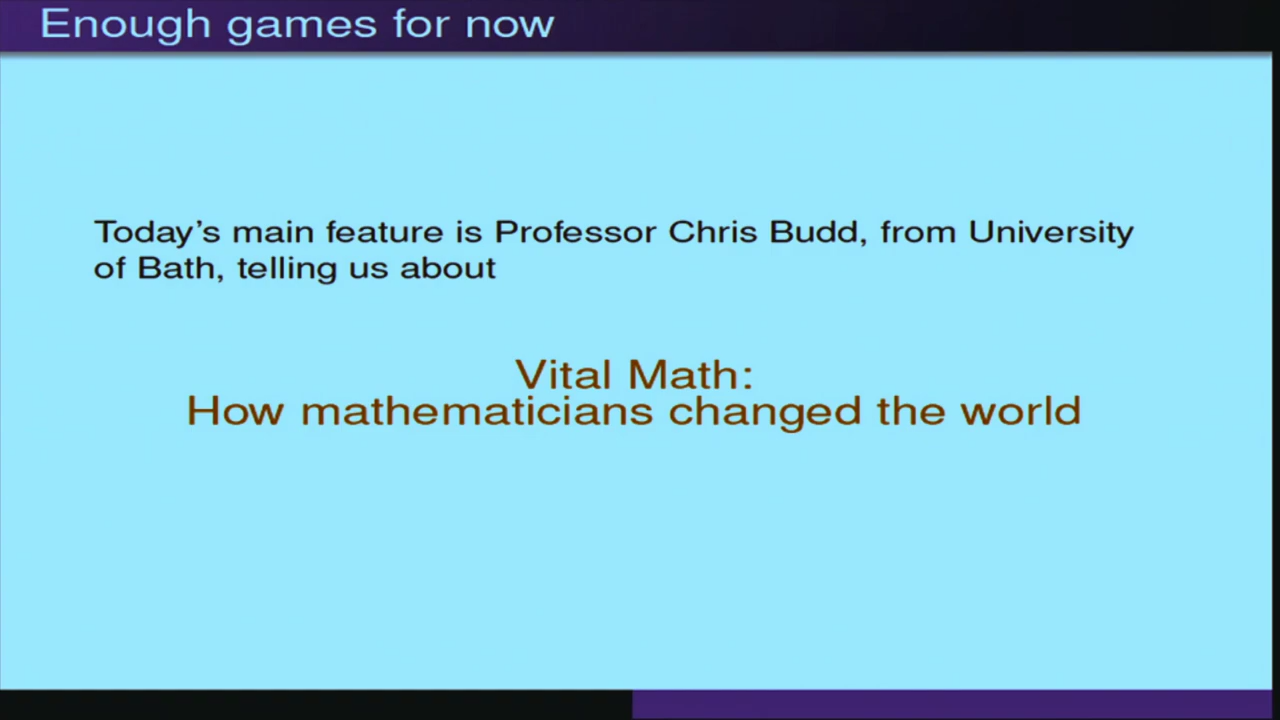 Enough games for now
Today's main feature is Professor Chris Budd, from University
of Bath, telling us about
Vital Math:
How mathematicians changed the world